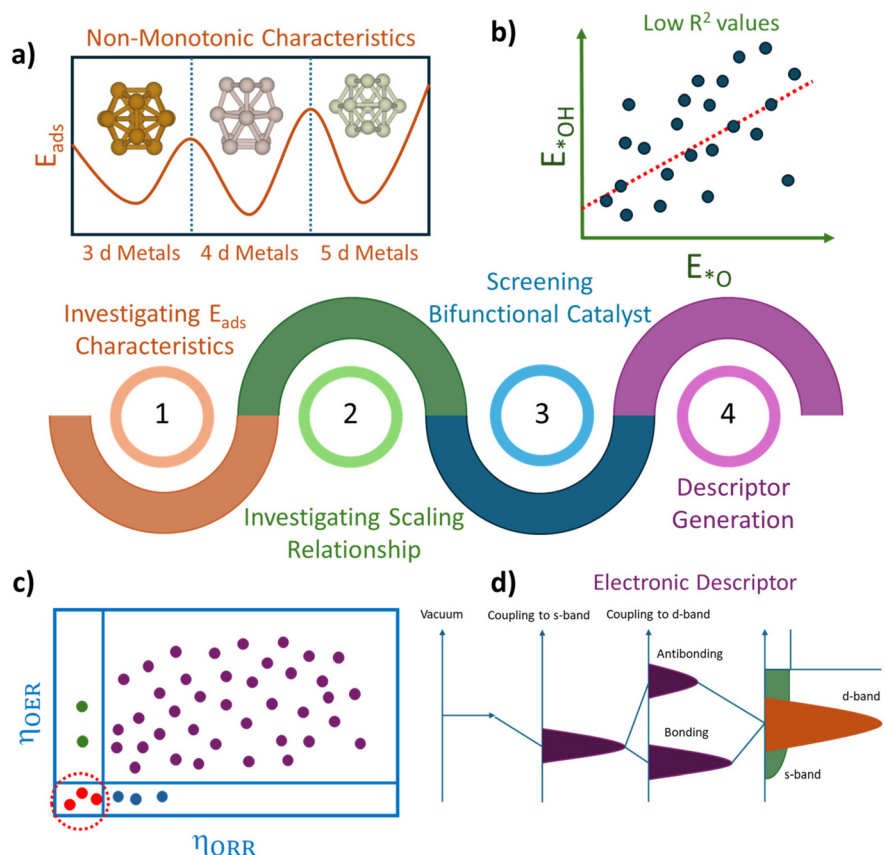 Non-Monotonic Characteristics
a)
E_ads
3 d Metals
4 d Metals
5 d Metals
b)
Low R² values
E*OH
E*O
Investigating E_ads
Characteristics
Screening
Bifunctional Catalyst
1
2
3
4
Investigating Scaling
Relationship
Descriptor
Generation
c)
ηOER
ηORR
d)
Electronic Descriptor
Vacuum
Coupling to s-band
Coupling to d-band
Antibonding
Bonding
d-band
s-band